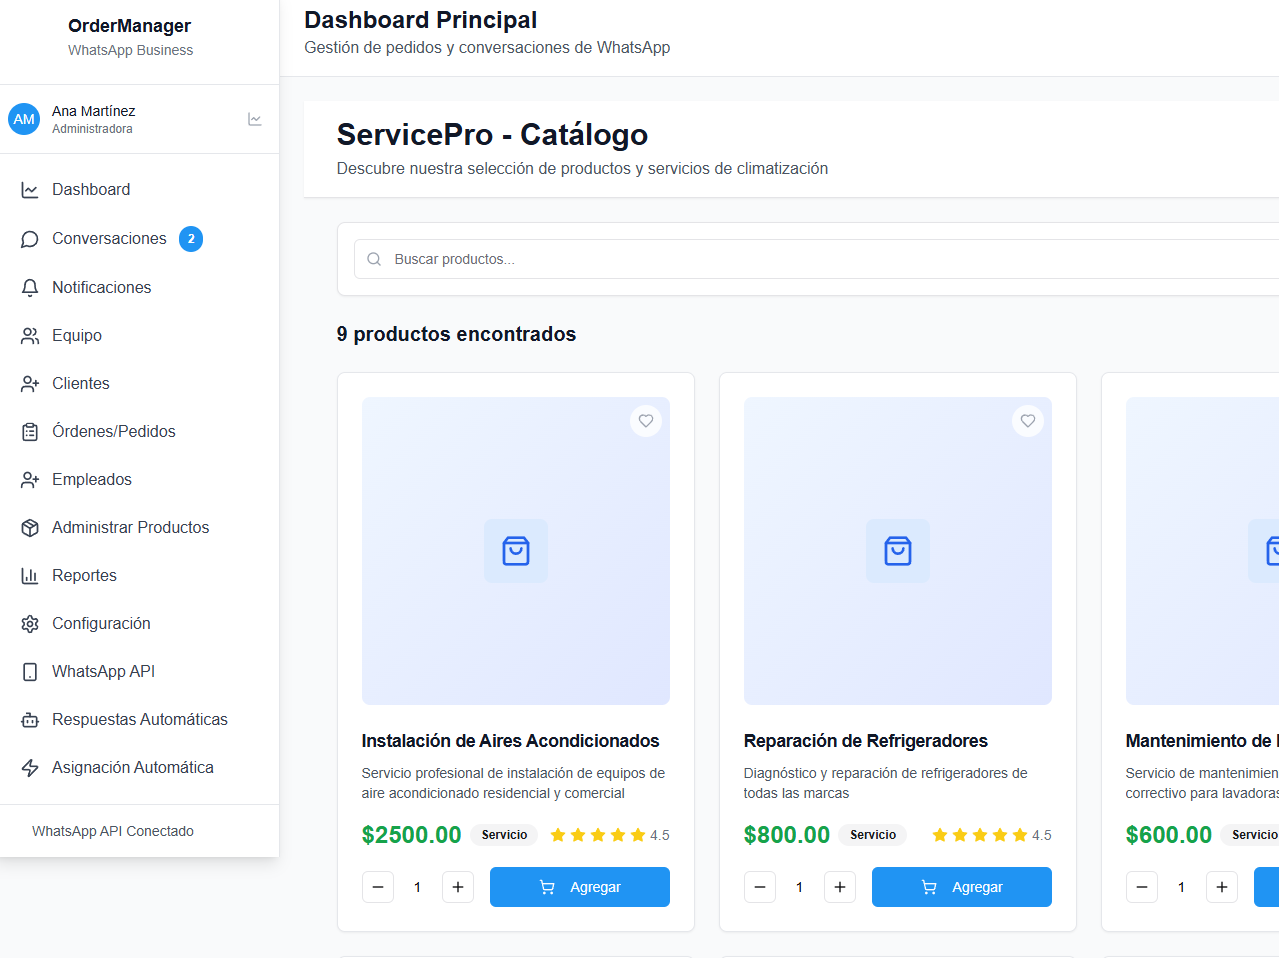 OrderManager
WhatsApp Business
AM
Ana Martínez
Administradora
Dashboard
Conversaciones 2
Notificaciones
Equipo
Clientes
Órdenes/Pedidos
Empleados
Administrar Productos
Reportes
Configuración
WhatsApp API
Respuestas Automáticas
Asignación Automática
WhatsApp API Conectado
Dashboard Principal
Gestión de pedidos y conversaciones de WhatsApp
ServicePro - Catálogo
Descubre nuestra selección de productos y servicios de climatización
Buscar productos...
9 productos encontrados
Instalación de Aires Acondicionados
Servicio profesional de instalación de equipos de
aire acondicionado residencial y comercial
$2500.00 Servicio 4.5
1 Agregar
Reparación de Refrigeradores
Diagnóstico y reparación de refrigeradores de
todas las marcas
$800.00 Servicio 4.5
1 Agregar
Mantenimiento de
Servicio de mantenimien
correctivo para lavadoras
$600.00 Servicio
1